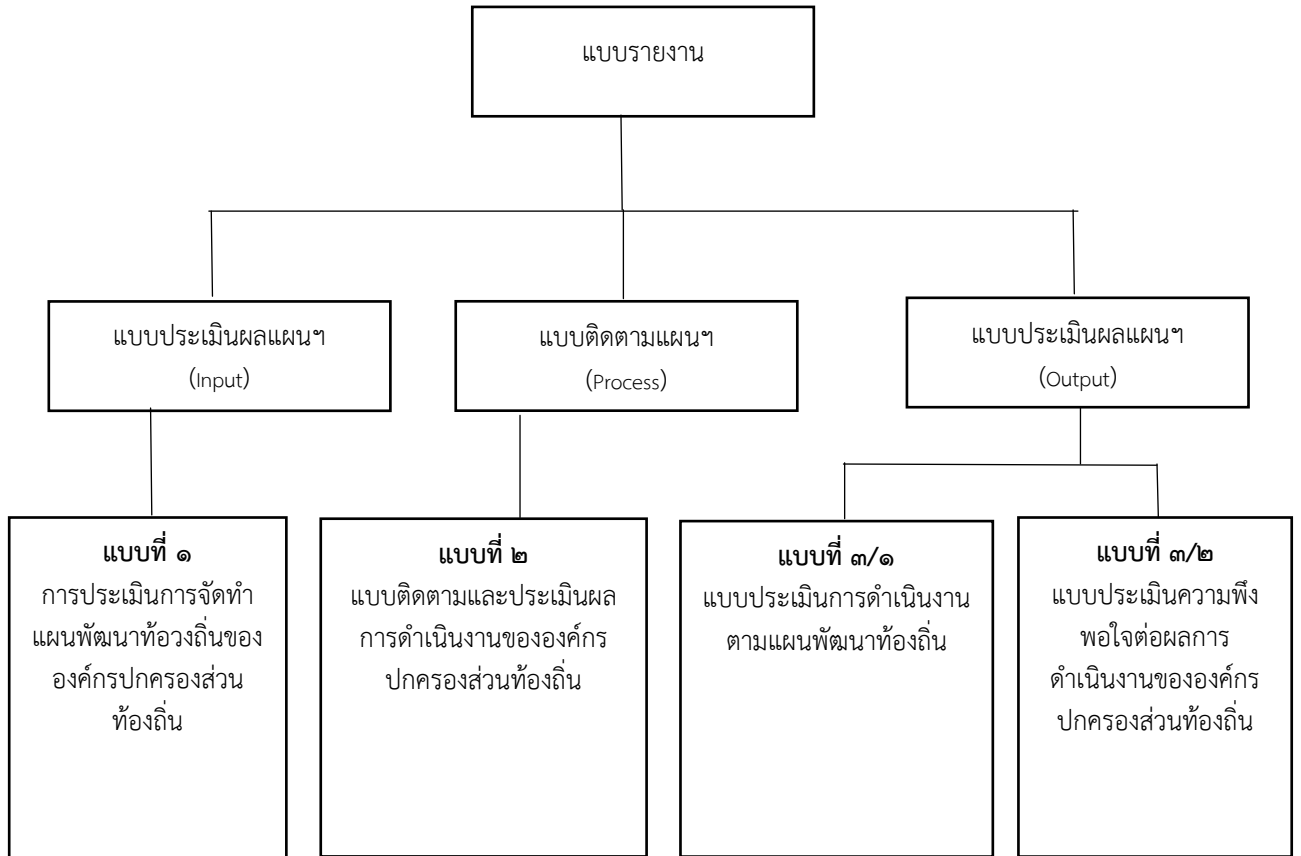 แบบรายงาน
แบบประเมินผลแผนฯ
(Input)
แบบติดตามแผนฯ
(Process)
แบบประเมินผลแผนฯ
(Output)
แบบที่ ๑
การประเมินการจัดทำ
แผนพัฒนาท้อวงถิ่นของ
องค์กรปกครองส่วน
ท้องถิ่น
แบบที่ ๒
แบบติดตามและประเมินผล
การดำเนินงานขององค์กร
ปกครองส่วนท้องถิ่น
แบบที่ ๓/๑
แบบประเมินการดำเนินงาน
ตามแผนพัฒนาท้องถิ่น
แบบที่ ๓/๒
แบบประเมินความพึง
พอใจต่อผลการ
ดำเนินงานขององค์กร
ปกครองส่วนท้องถิ่น